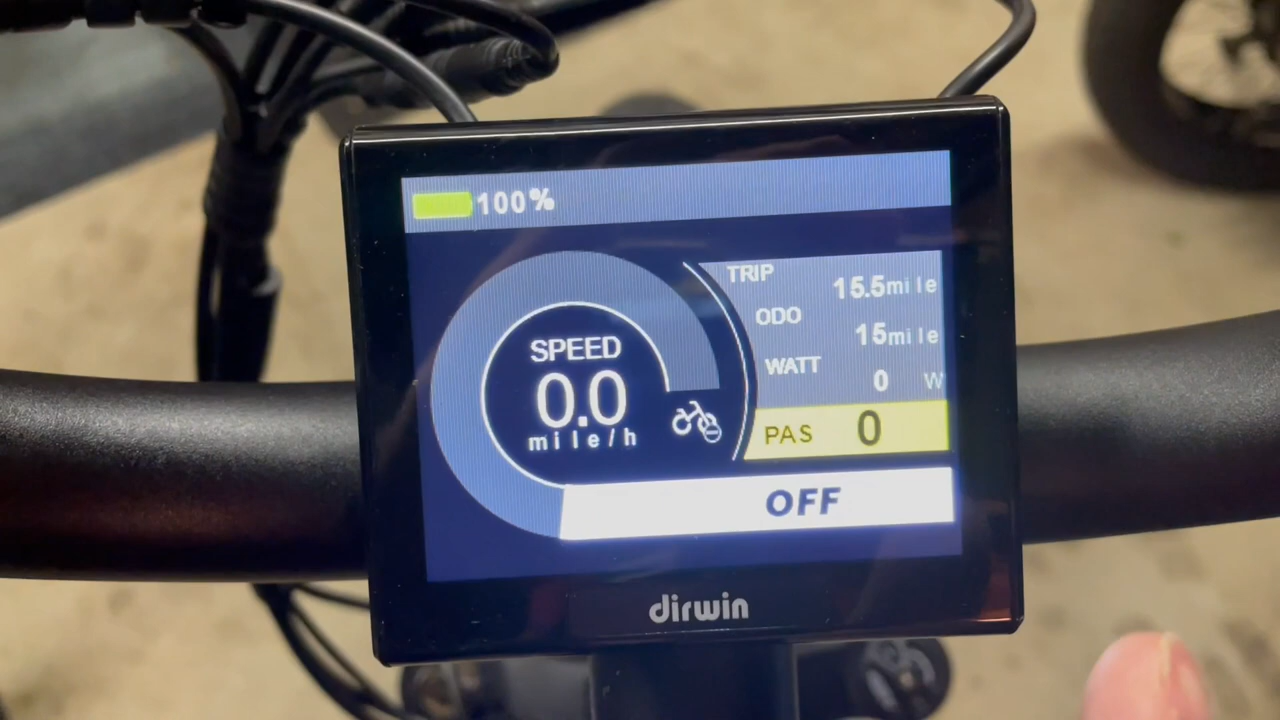 100%
TRIP 15.5mile
ODO 15mile
WATT 0 W
SPEED
0.0
mile/h
PAS 0
OFF
dirwin